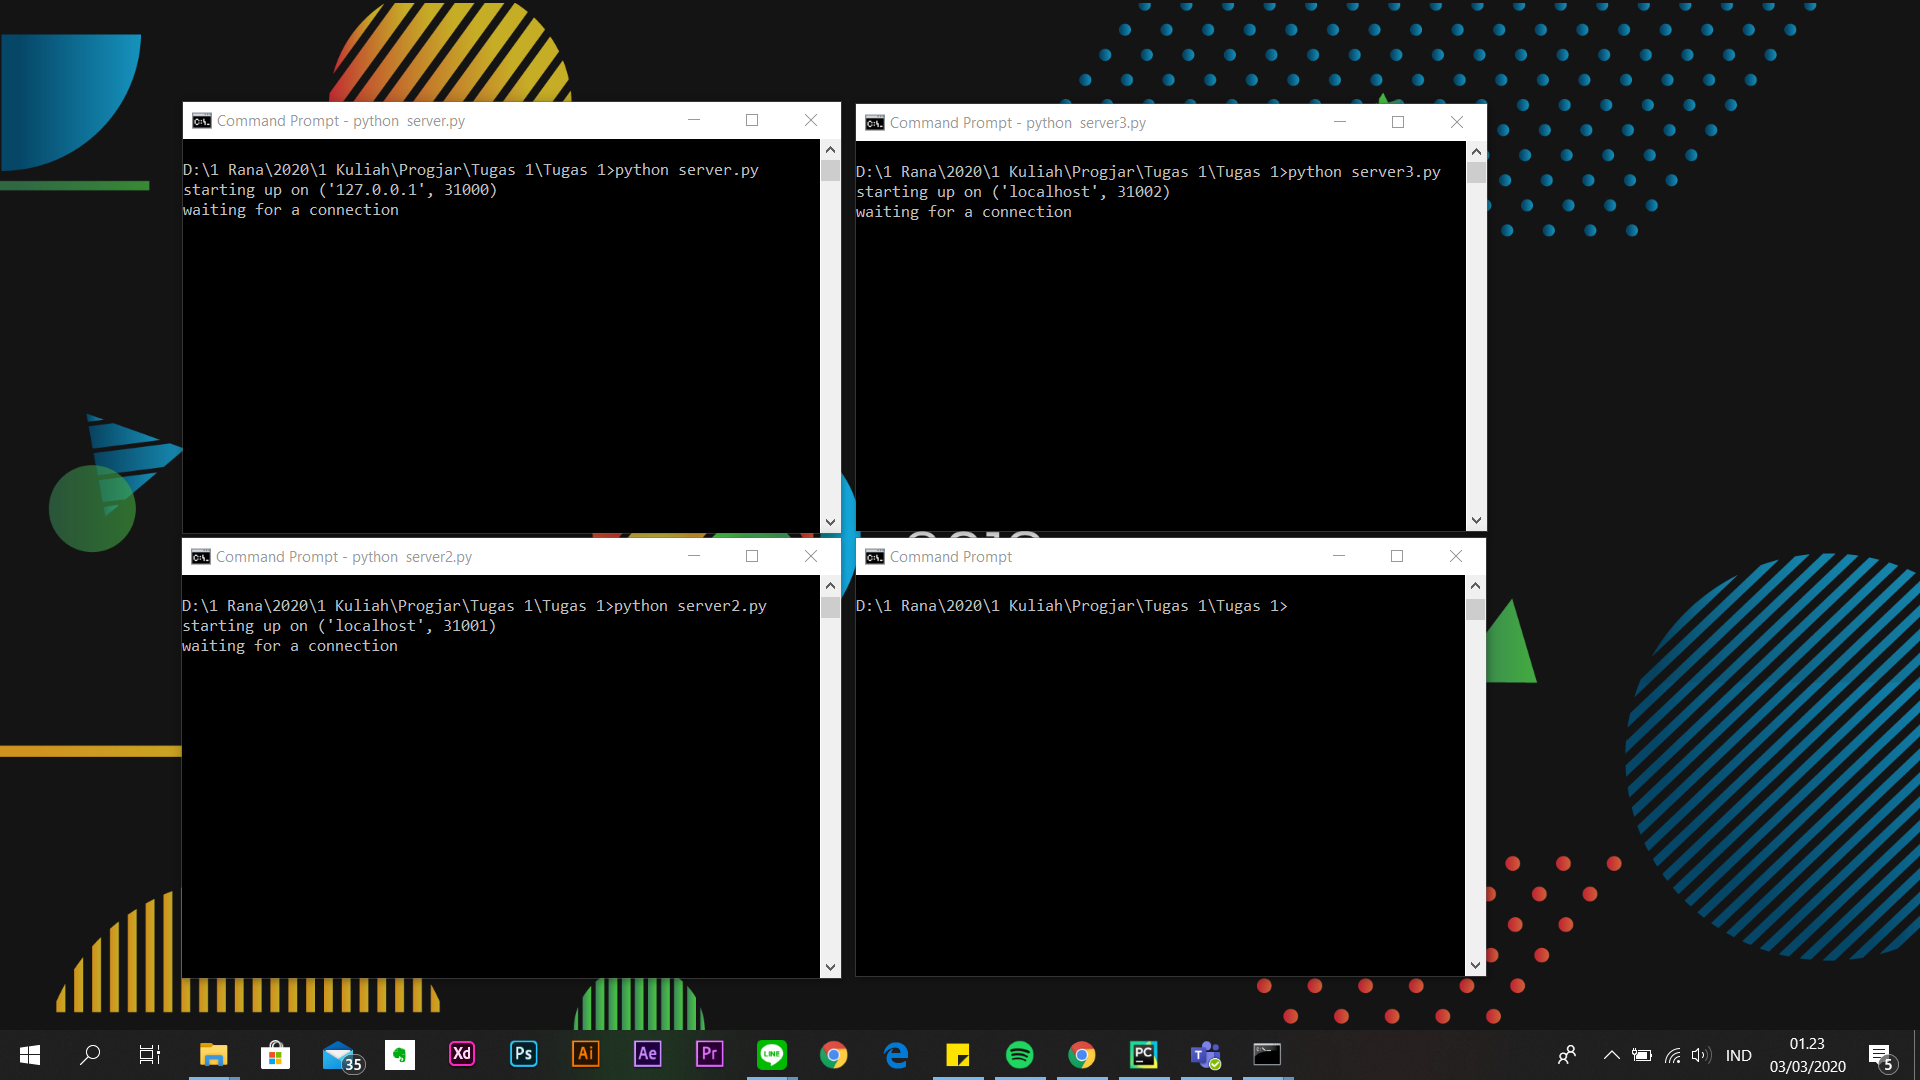 Command Prompt - python  server.py
D:\1 Rana\2020\1 Kuliah\Progjar\Tugas 1\Tugas 1>python server.py
starting up on ('127.0.0.1', 31000)
waiting for a connection
Command Prompt - python  server3.py
D:\1 Rana\2020\1 Kuliah\Progjar\Tugas 1\Tugas 1>python server3.py
starting up on ('localhost', 31002)
waiting for a connection
Command Prompt - python  server2.py
D:\1 Rana\2020\1 Kuliah\Progjar\Tugas 1\Tugas 1>python server2.py
starting up on ('localhost', 31001)
waiting for a connection
Command Prompt
D:\1 Rana\2020\1 Kuliah\Progjar\Tugas 1\Tugas 1>
35
Xd
Ps
Ai
Ae
Pr
LINE
PC
IND
01.23
03/03/2020
5